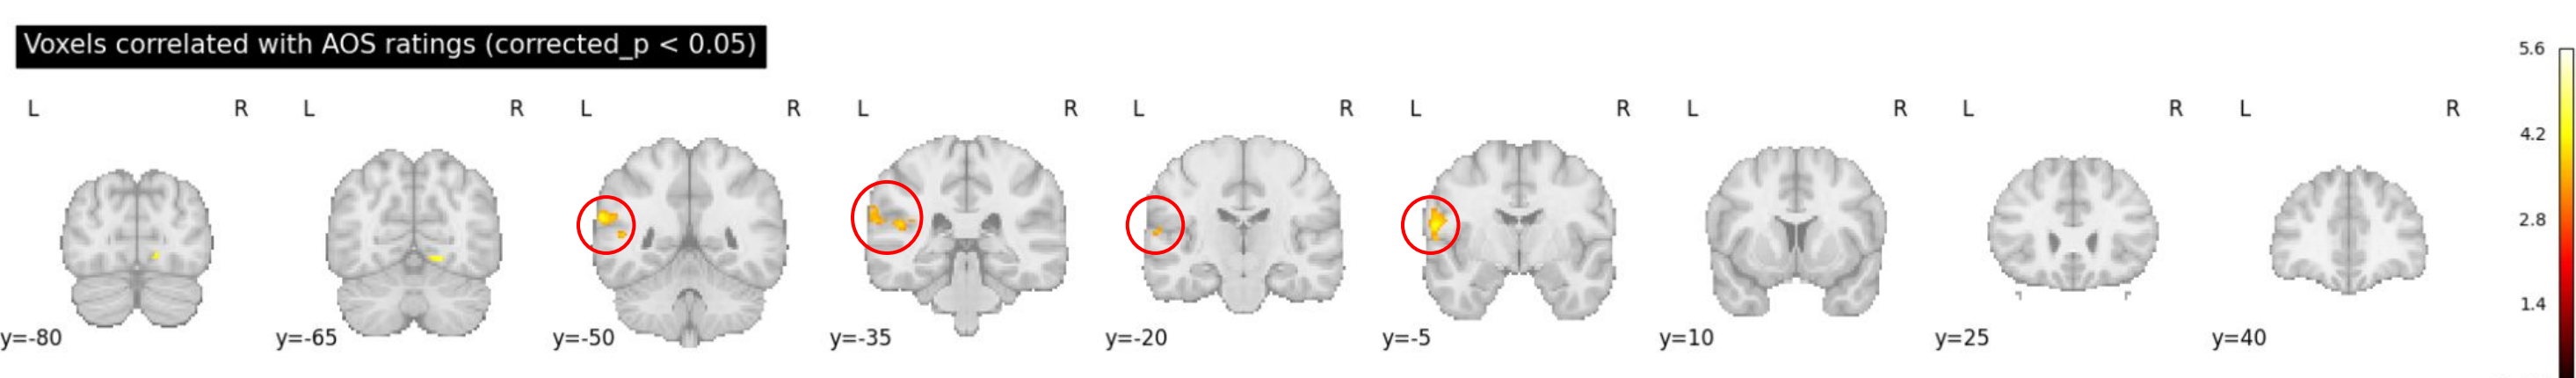 Voxels correlated with AOS ratings (corrected_p < 0.05)
5.6
L R L R L R L R L R L R L R L R L R
4.2
2.8
1.4
y=-80 y=-65 y=-50 y=-35 y=-20 y=-5 y=10 y=25 y=40